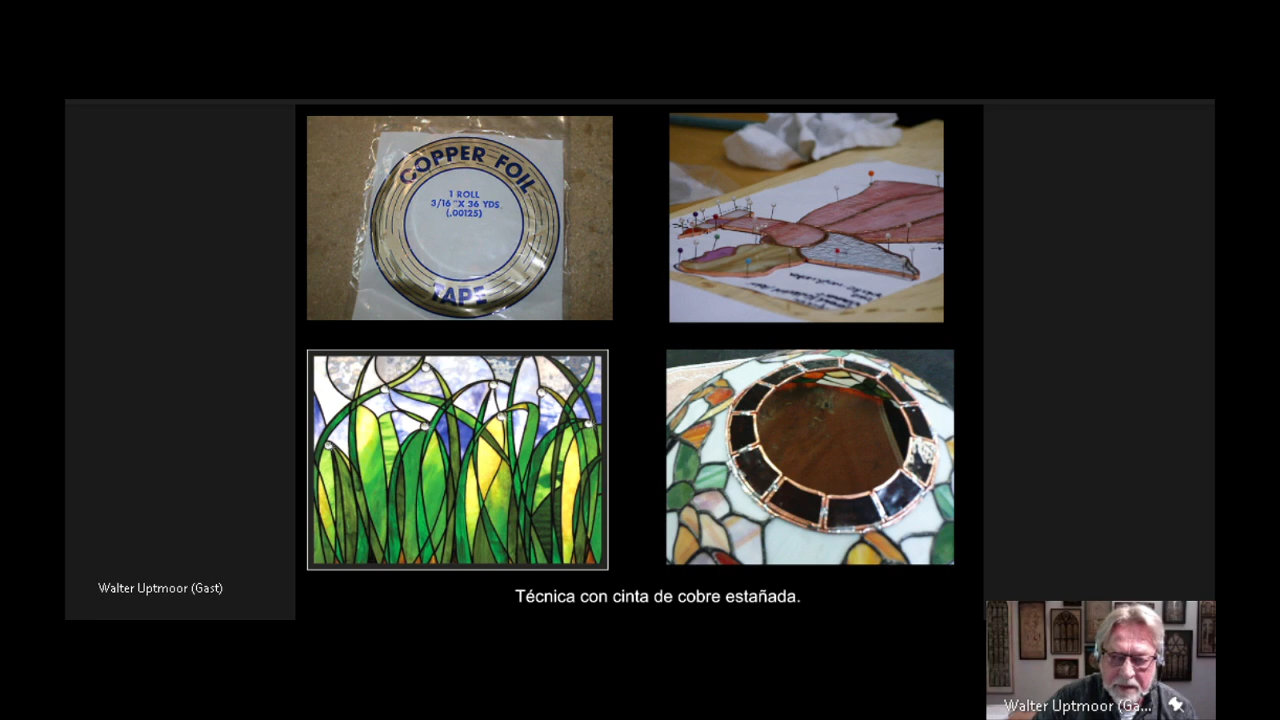 COPPER FOIL
1 ROLL
3/16 "X 36 YDS.
(.00125)
TAPE
Walter Uptmoor (Gast)
Técnica con cinta de cobre estañada.
Walter Uptmoor (Ga...